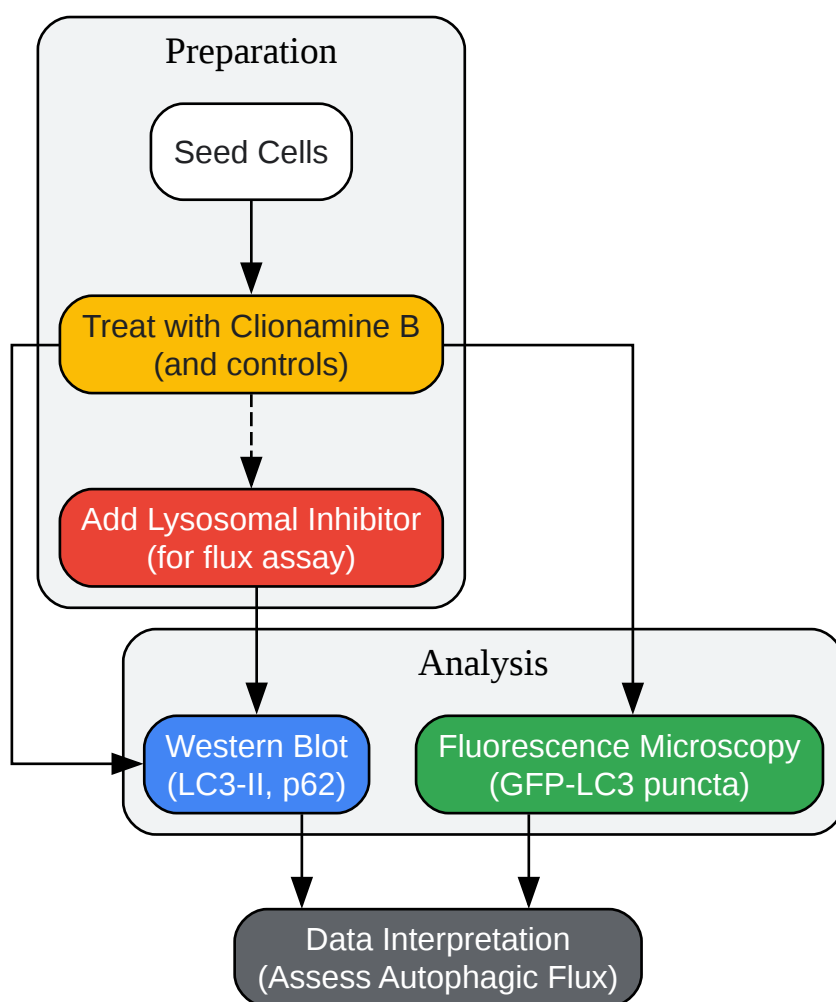 Preparation
Seed Cells
Treat with Clionamine B
(and controls)
Add Lysosomal Inhibitor
(for flux assay)
Analysis
Western Blot
(LC3-II, p62)
Fluorescence Microscopy
(GFP-LC3 puncta)
Data Interpretation
(Assess Autophagic Flux)